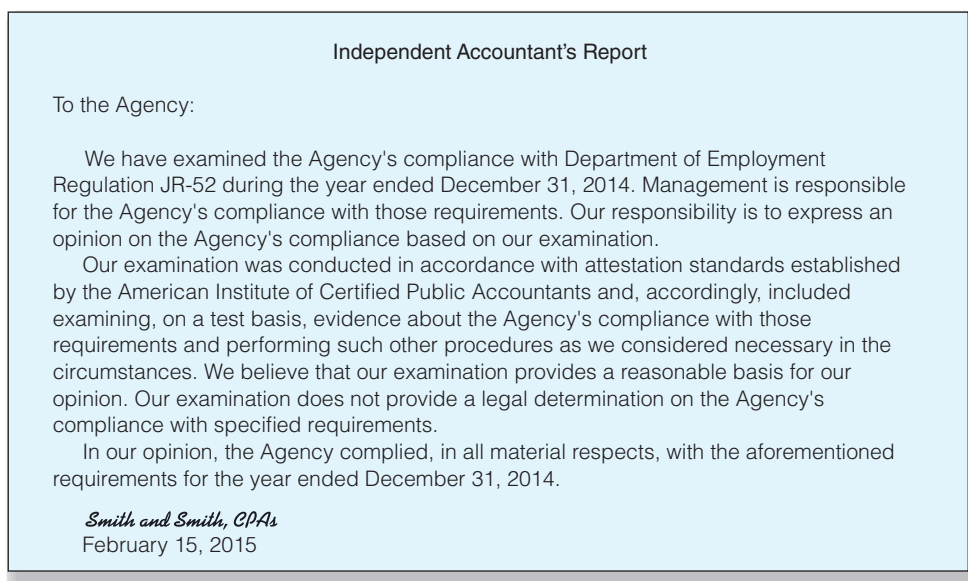 Independent Accountant's Report
To the Agency:
We have examined the Agency's compliance with Department of Employment
Regulation JR-52 during the year ended December 31, 2014. Management is responsible
for the Agency's compliance with those requirements. Our responsibility is to express an
opinion on the Agency's compliance based on our examination.
Our examination was conducted in accordance with attestation standards established
by the American Institute of Certified Public Accountants and, accordingly, included
examining, on a test basis, evidence about the Agency's compliance with those
requirements and performing such other procedures as we considered necessary in the
circumstances. We believe that our examination provides a reasonable basis for our
opinion. Our examination does not provide a legal determination on the Agency's
compliance with specified requirements.
In our opinion, the Agency complied, in all material respects, with the aforementioned
requirements for the year ended December 31, 2014.
Smith and Smith, CPAs
February 15, 2015